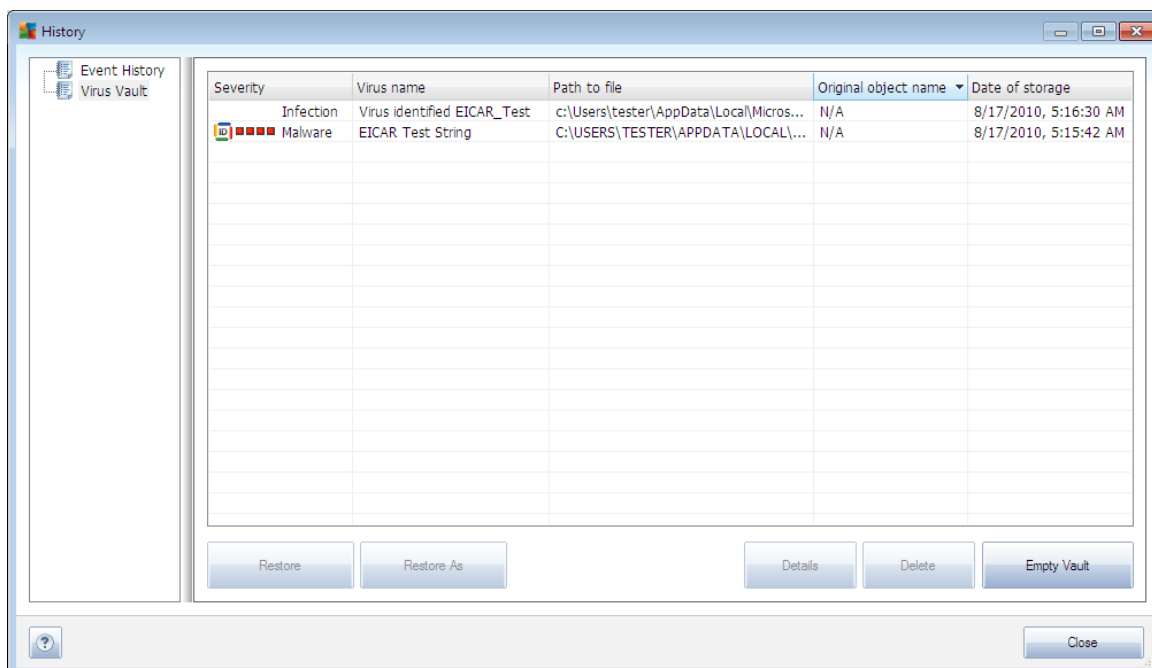 History
Event History
Virus Vault
Severity Virus name Path to file Original object name Date of storage
Infection Virus identified EICAR_Test c:\Users\tester\AppData\Local\Micros... N/A 8/17/2010, 5:16:30 AM
ID Malware EICAR Test String C:\USERS\TESTER\APPDATA\LOCAL\... N/A 8/17/2010, 5:15:42 AM
Restore Restore As Details Delete Empty Vault
? Close